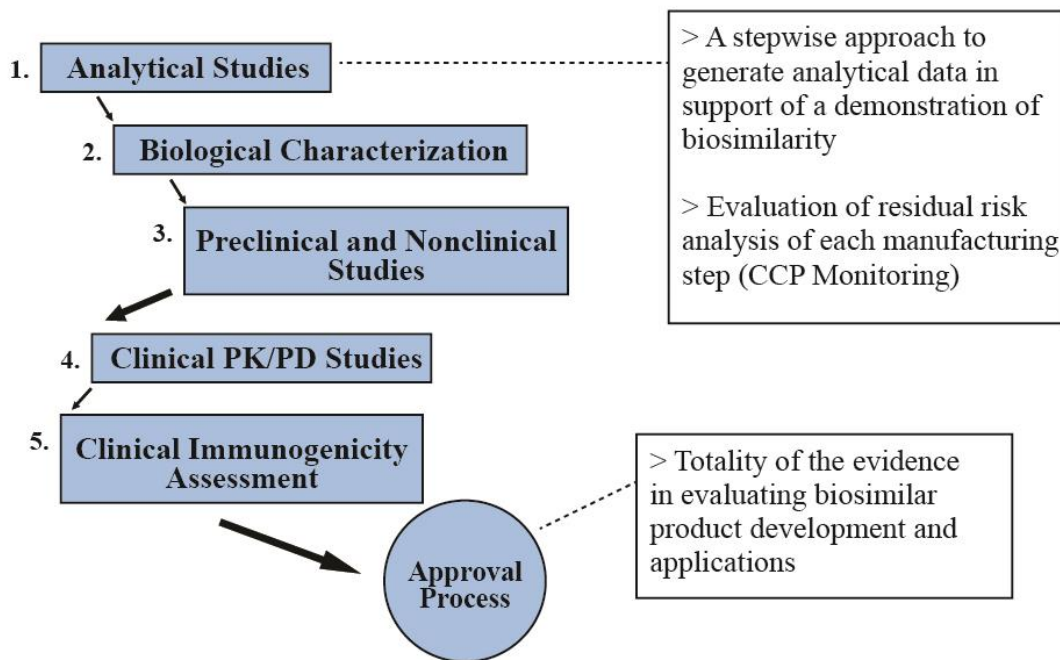 1. Analytical Studies
> A stepwise approach to
generate analytical data in
support of a demonstration of
biosimilarity
> Evaluation of residual risk
analysis of each manufacturing
step (CCP Monitoring)
2. Biological Characterization
3. Preclinical and Nonclinical
Studies
4. Clinical PK/PD Studies
5. Clinical Immunogenicity
Assessment
> Totality of the evidence
in evaluating biosimilar
product development and
applications
Approval
Process